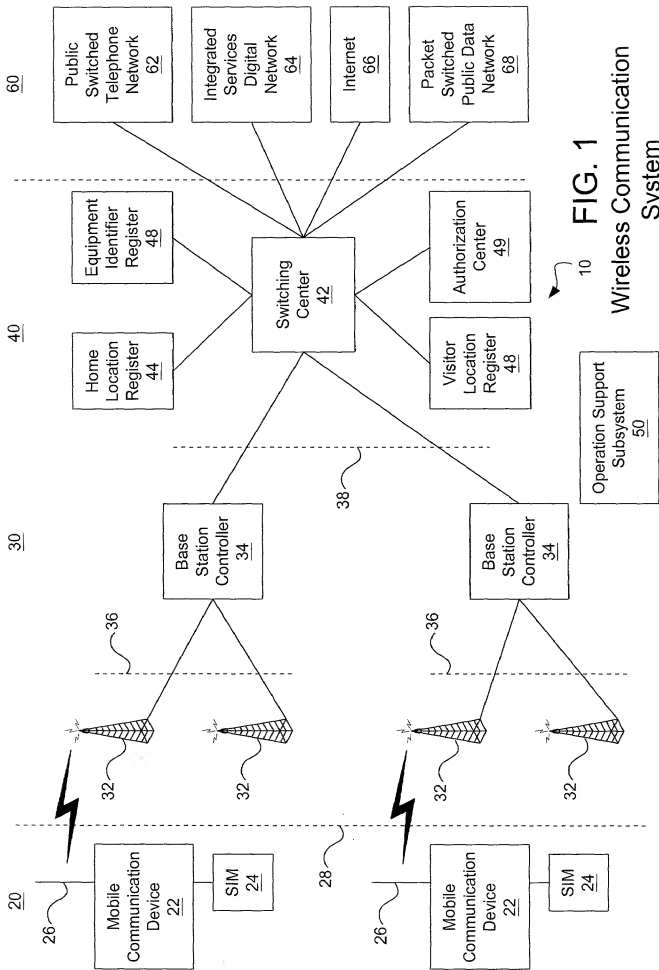 20
30
40
60
26
Mobile
Communication
Device
22
SIM
24
28
32
32
36
Base
Station
Controller
34
38
Home
Location
Register
44
Equipment
Identifier
Register
48
Switching
Center
42
Visitor
Location
Register
48
Authorization
Center
49
Public
Switched
Telephone
Network
62
Integrated
Services
Digital
Network
64
Internet
66
Packet
Switched
Public Data
Network
68
26
Mobile
Communication
Device
22
SIM
24
32
32
36
Base
Station
Controller
34
Operation Support
Subsystem
50
10
FIG. 1
Wireless Communication
System